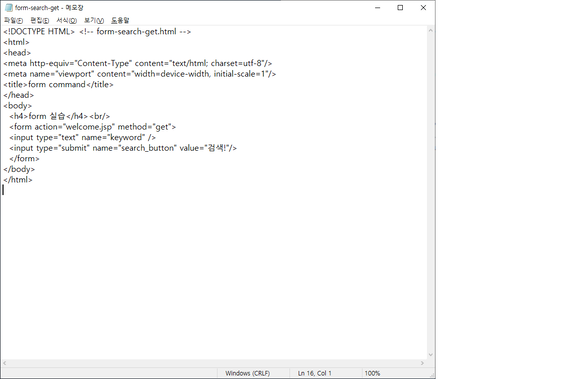 form-search-get - 메모장
파일(F) 편집(E) 서식(O) 보기(V) 도움말
<!DOCTYPE HTML> <!-- form-search-get.html -->
<html>
<head>
<meta http-equiv="Content-Type" content="text/html; charset=utf-8"/>
<meta name="viewport" content="width=device-width, initial-scale=1"/>
<title>form command</title>
</head>
<body>
<h4>form 실습</h4><br/>
<form action="welcome.jsp" method="get">
<input type="text" name="keyword" />
<input type="submit" name="search_button" value="검색!"/>
</form>
</body>
</html>
Windows (CRLF) Ln 16, Col 1 100%